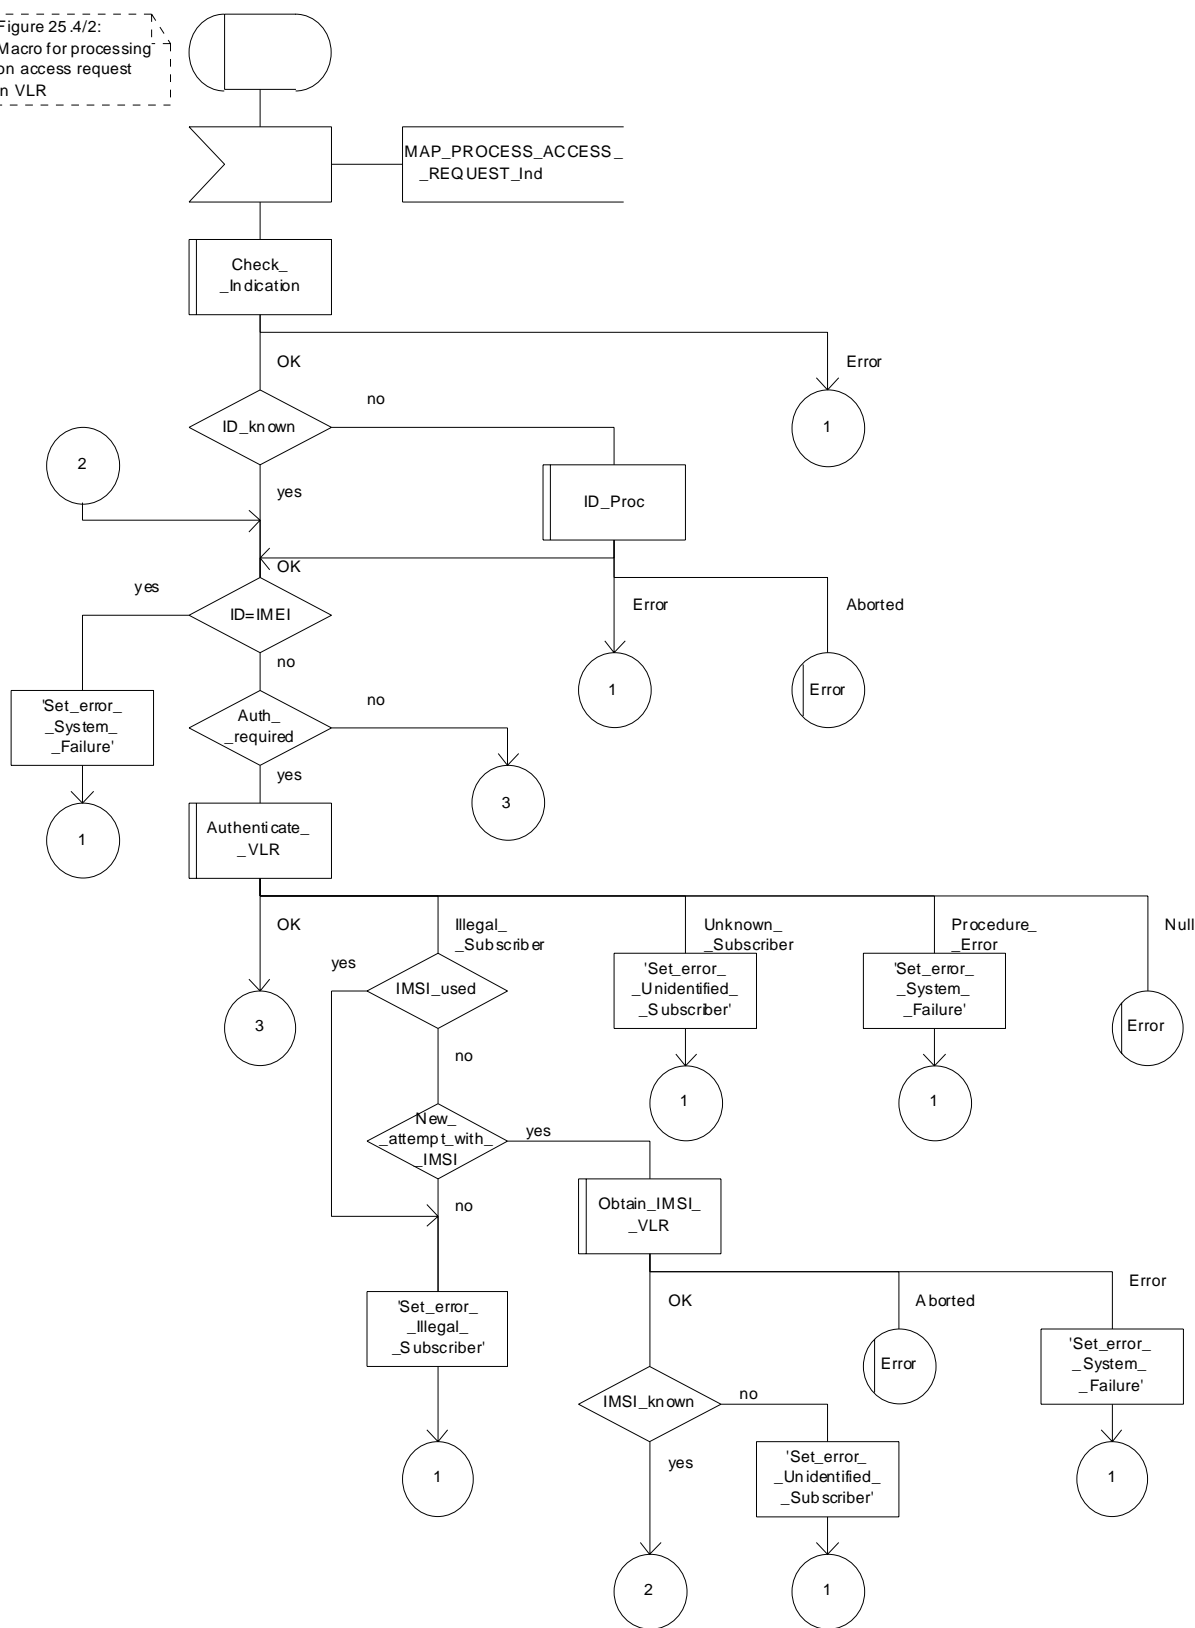 Figure 25.4/2:
Macro for processing
on access request
in VLR
MAP_PROCESS_ACCESS_
_REQUEST_Ind
Check_
_Indication
OK
Error
1
ID_known
no
2
yes
ID_Proc
OK
yes
ID=IMEI
Error
Aborted
no
1
Error
'Set_error_
_System_
_Failure'
Auth_
_required
no
yes
3
1
Authenticate_
_VLR
OK
Illegal_
_Subscriber
Unknown_
_Subscriber
Procedure_
_Error
Null
yes
IMSI_used
'Set_error_
_Unidentified_
_Subscriber'
'Set_error_
_System_
_Failure'
3
Error
no
1
1
New_
_attempt_with_
_IMSI
yes
no
Obtain_IMSI_
_VLR
OK
Aborted
Error
'Set_error_
_Illegal_
_Subscriber'
Error
'Set_error_
_System_
_Failure'
IMSI_known
no
yes
1
'Set_error_
_Unidentified_
_Subscriber'
1
2
1